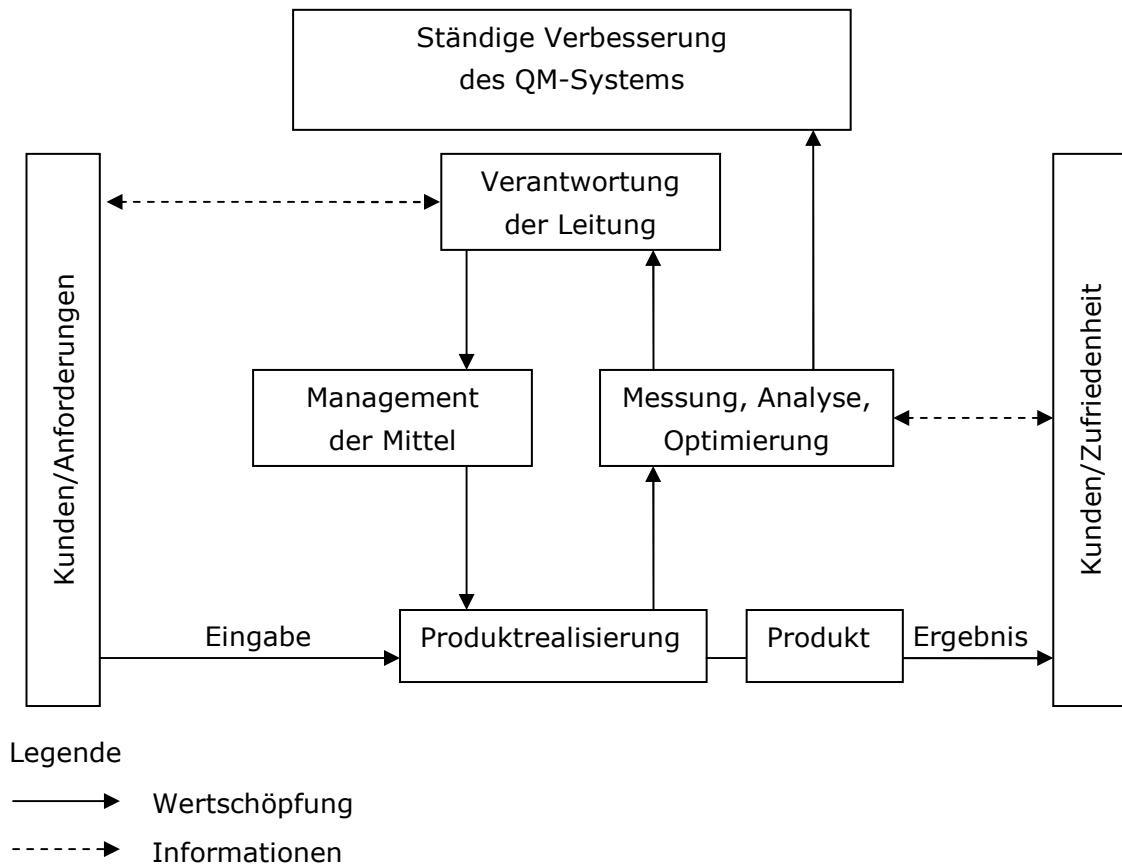 Ständige Verbesserung
des QM-Systems
Verantwortung
der Leitung
Kunden/Anforderungen
Kunden/Zufriedenheit
Management
der Mittel
Messung, Analyse,
Optimierung
Eingabe
Produktrealisierung
Produkt
Ergebnis
Legende
Wertschöpfung
Informationen